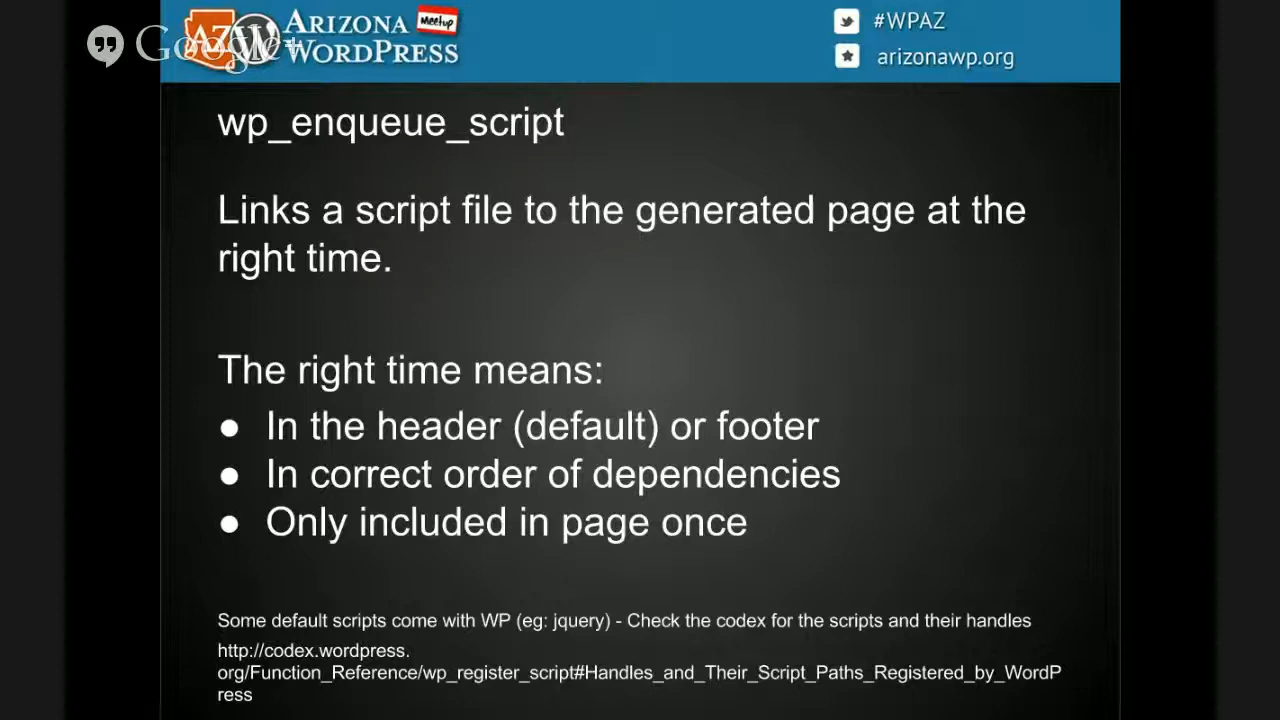 Google+
AZ
ARIZONA
Meetup
WORDPRESS
#WPAZ
arizonawp.org
wp_enqueue_script
Links a script file to the generated page at the
right time.
The right time means:
● In the header (default) or footer
● In correct order of dependencies
● Only included in page once
Some default scripts come with WP (eg: jquery) - Check the codex for the scripts and their handles
http://codex.wordpress.
org/Function_Reference/wp_register_script#Handles_and_Their_Script_Paths_Registered_by_WordP
ress